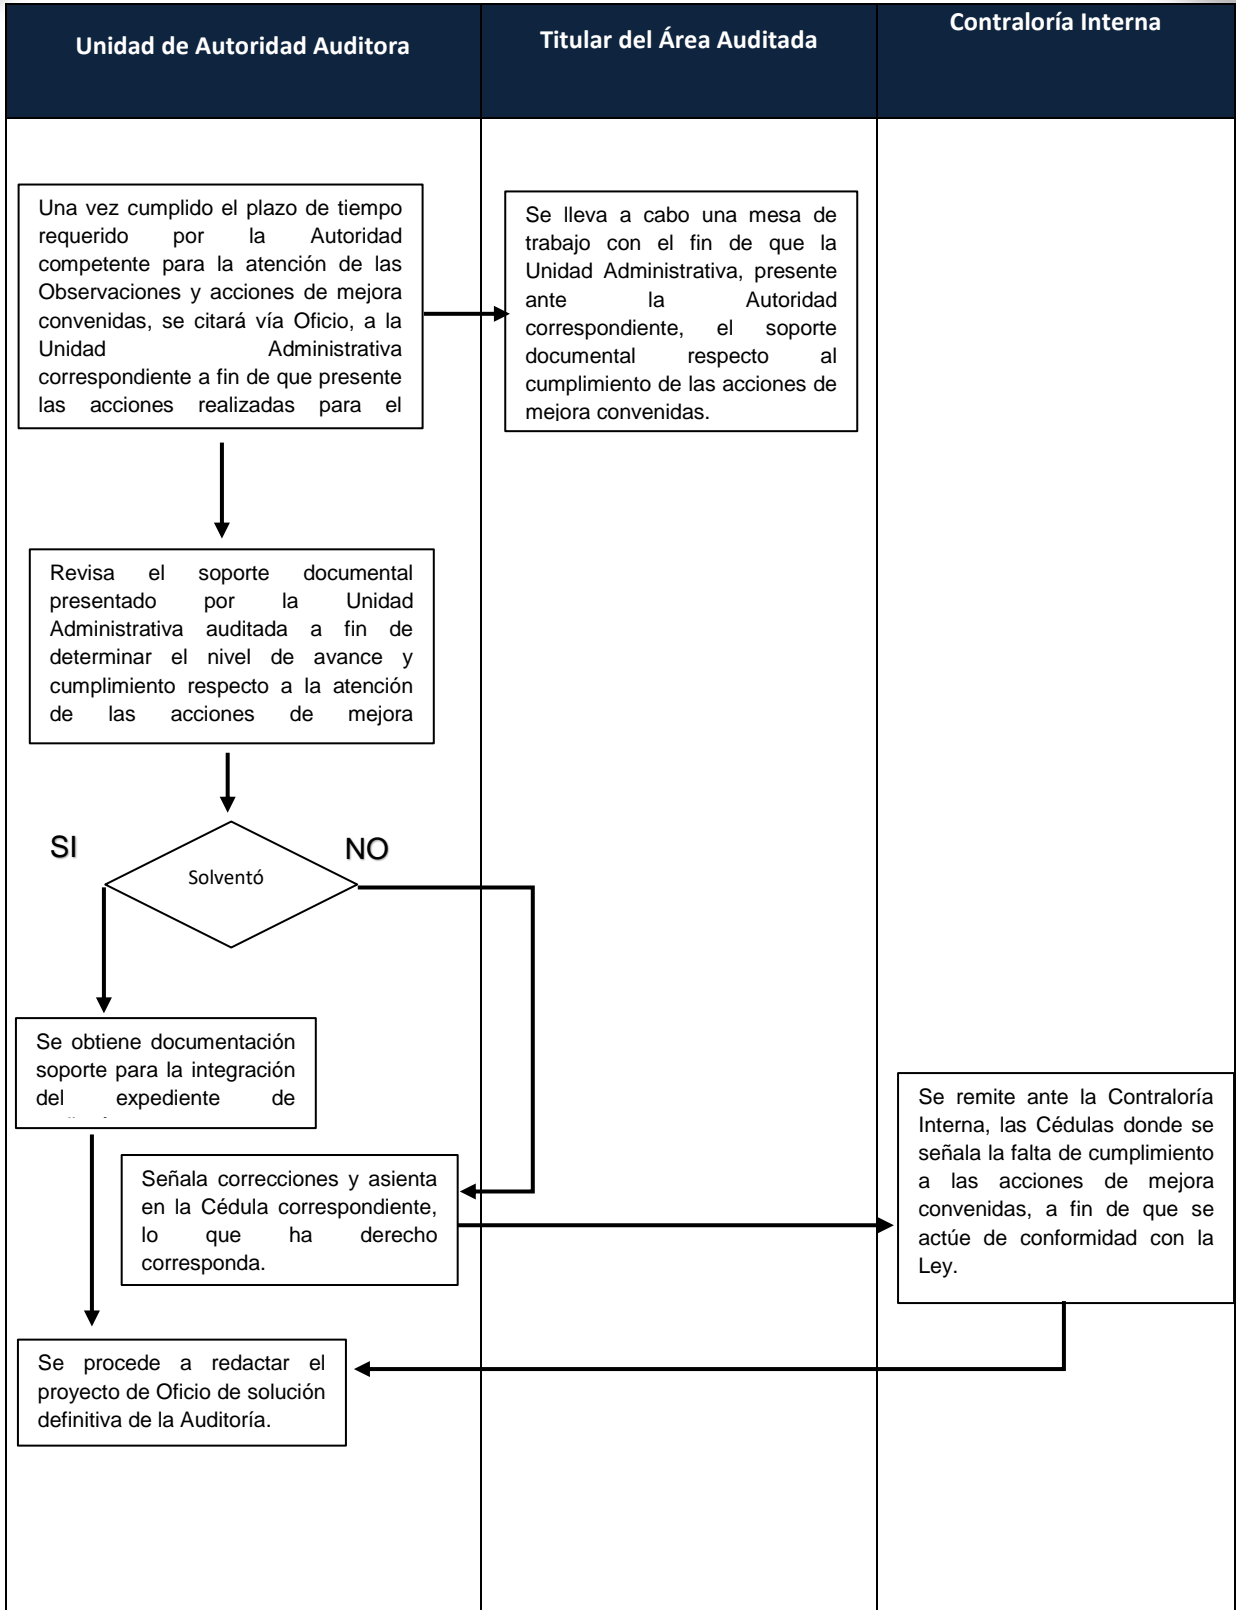 Unidad de Autoridad Auditora
Titular del Área Auditada
Contraloría Interna
Una vez cumplido el plazo de tiempo
requerido por la Autoridad
competente para la atención de las
Observaciones y acciones de mejora
convenidas, se citará vía Oficio, a la
Unidad Administrativa
correspondiente a fin de que presente
las acciones realizadas para el
Se lleva a cabo una mesa de
trabajo con el fin de que la
Unidad Administrativa, presente
ante la Autoridad
correspondiente, el soporte
documental respecto al
cumplimiento de las acciones de
mejora convenidas.
Revisa el soporte documental
presentado por la Unidad
Administrativa auditada a fin de
determinar el nivel de avance y
cumplimiento respecto a la atención
de las acciones de mejora
SI
NO
Solventó
Se obtiene documentación
soporte para la integración
del expediente de
Señala correcciones y asienta
en la Cédula correspondiente,
lo que ha derecho
corresponda.
Se remite ante la Contraloría
Interna, las Cédulas donde se
señala la falta de cumplimiento
a las acciones de mejora
convenidas, a fin de que se
actúe de conformidad con la
Ley.
Se procede a redactar el
proyecto de Oficio de solución
definitiva de la Auditoría.